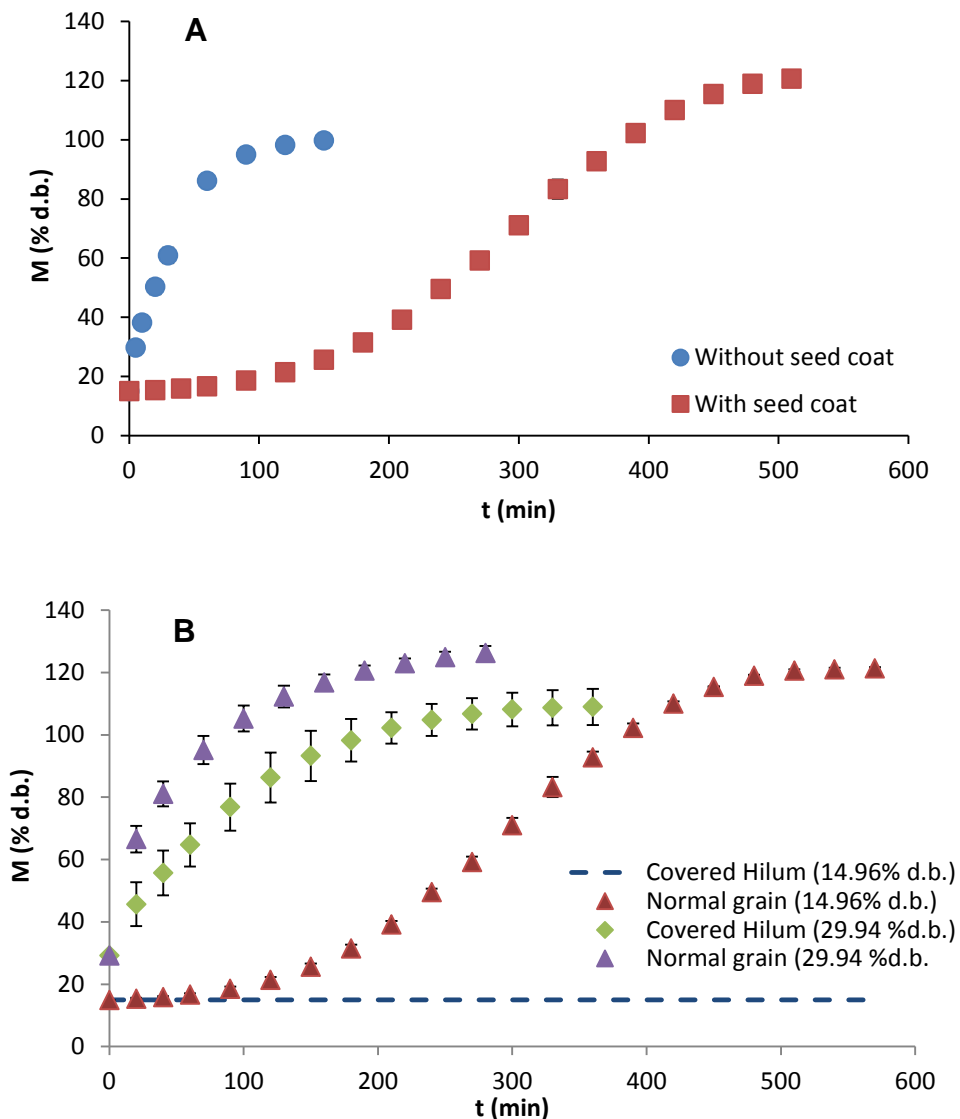 A
140
120
100
80
60
40
20
0
M (% d.b.)
Without seed coat
With seed coat
0 100 200 300 400 500 600
t (min)
B
140
120
100
80
60
40
20
0
M (% d.b.)
Covered Hilum (14.96% d.b.)
Normal grain (14.96% d.b.)
Covered Hilum (29.94 %d.b.)
Normal grain (29.94 %d.b.
0 100 200 300 400 500 600
t (min)